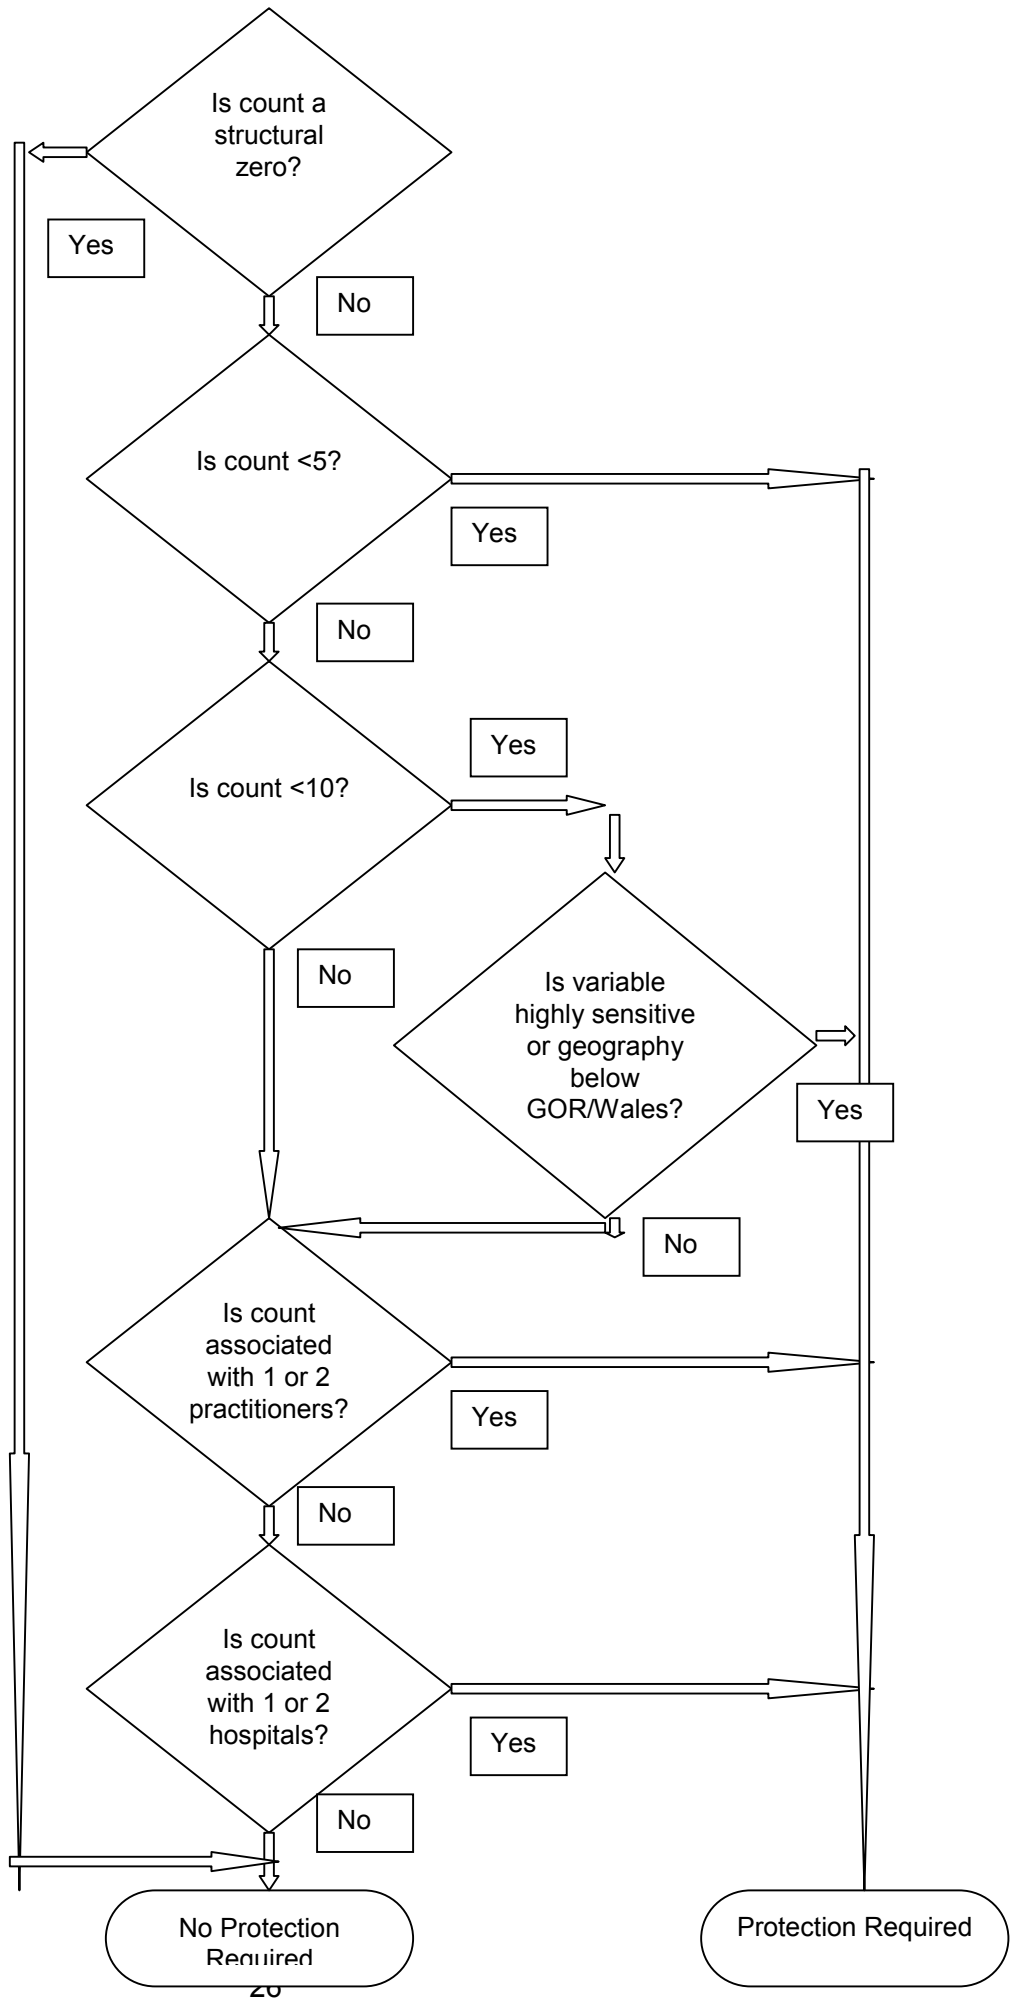 Is count a
structural
zero?
Yes
No
Is count <5?
Yes
No
Yes
Is count <10?
No
Is variable
highly sensitive
or geography
below
GOR/Wales?
Yes
No
Is count
associated
with 1 or 2
practitioners?
Yes
No
Is count
associated
with 1 or 2
hospitals?
Yes
No
No Protection
Required
Protection Required
26